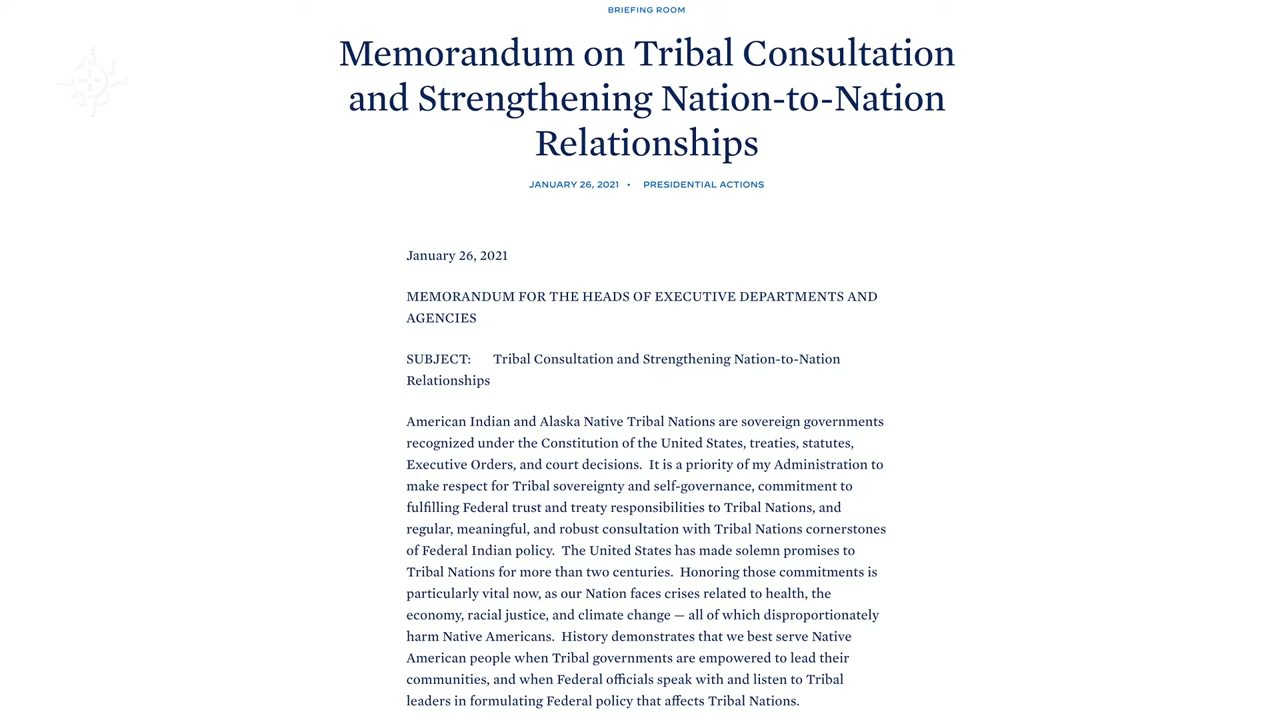 BRIEFING ROOM
Memorandum on Tribal Consultation
and Strengthening Nation-to-Nation
Relationships
JANUARY 26, 2021 • PRESIDENTIAL ACTIONS
January 26, 2021
MEMORANDUM FOR THE HEADS OF EXECUTIVE DEPARTMENTS AND
AGENCIES
SUBJECT: Tribal Consultation and Strengthening Nation-to-Nation
Relationships
American Indian and Alaska Native Tribal Nations are sovereign governments
recognized under the Constitution of the United States, treaties, statutes,
Executive Orders, and court decisions. It is a priority of my Administration to
make respect for Tribal sovereignty and self-governance, commitment to
fulfilling Federal trust and treaty responsibilities to Tribal Nations, and
regular, meaningful, and robust consultation with Tribal Nations cornerstones
of Federal Indian policy. The United States has made solemn promises to
Tribal Nations for more than two centuries. Honoring those commitments is
particularly vital now, as our Nation faces crises related to health, the
economy, racial justice, and climate change — all of which disproportionately
harm Native Americans. History demonstrates that we best serve Native
American people when Tribal governments are empowered to lead their
communities, and when Federal officials speak with and listen to Tribal
leaders in formulating Federal policy that affects Tribal Nations.